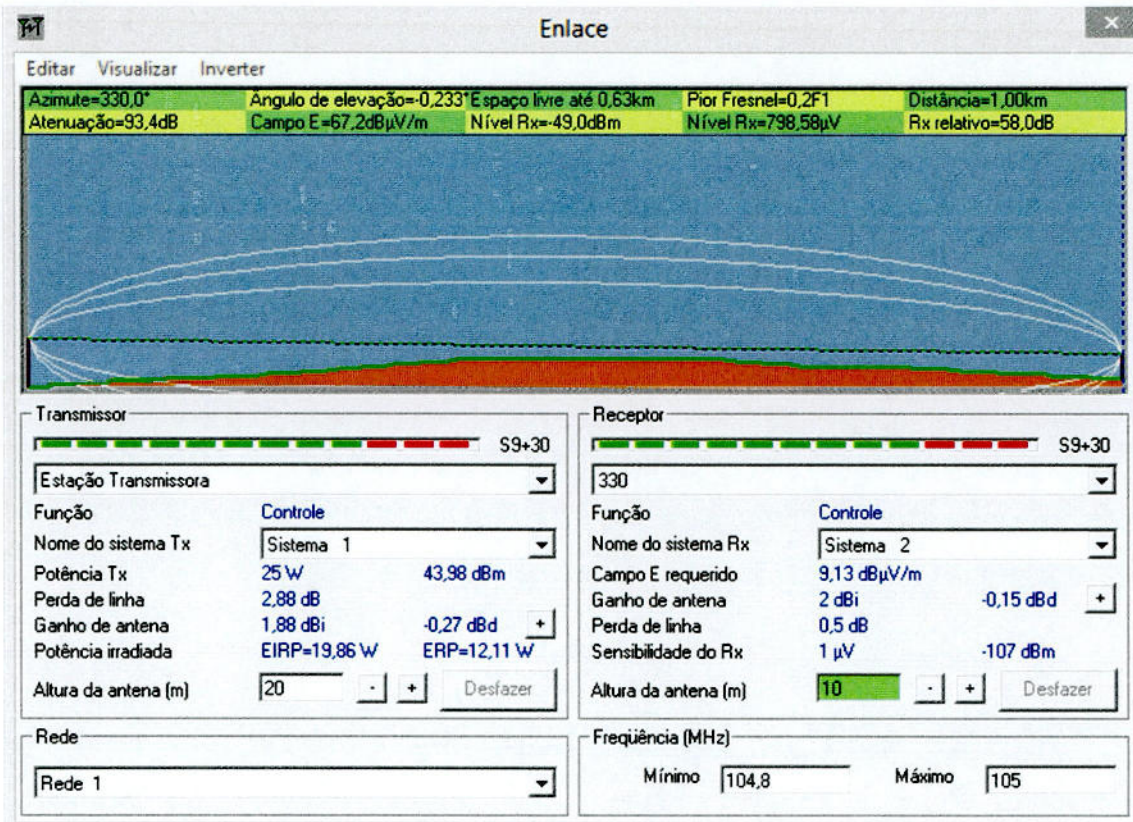 Enlace
Editar Visualizar Inverter
Azimute=330,0° Ângulo de elevação=-0,233° Espaço livre até 0,63km Pior Fresnel=0,2F1 Distância=1,00km
Atenuação=93,4dB Campo E=67,2dBµV/m Nível Rx=-49,0dBm Nível Rx=798,58µV Rx relativo=58,0dB
Transmissor
S9+30
Estação Transmissora
Função Controle
Nome do sistema Tx Sistema 1
Potência Tx 25 W 43,98 dBm
Perda de linha 2,88 dB
Ganho de antena 1,88 dBi -0,27 dBd +
Potência irradiada EIRP=19,86 W ERP=12,11 W
Altura da antena (m) 20 - + Desfazer
Receptor
S9+30
330
Função Controle
Nome do sistema Rx Sistema 2
Campo E requerido 9,13 dBµV/m
Ganho de antena 2 dBi -0,15 dBd +
Perda de linha 0,5 dB
Sensibilidade do Rx 1 µV -107 dBm
Altura da antena (m) 10 - + Desfazer
Rede
Rede 1
Freqüência (MHz)
Mínimo 104,8 Máximo 105